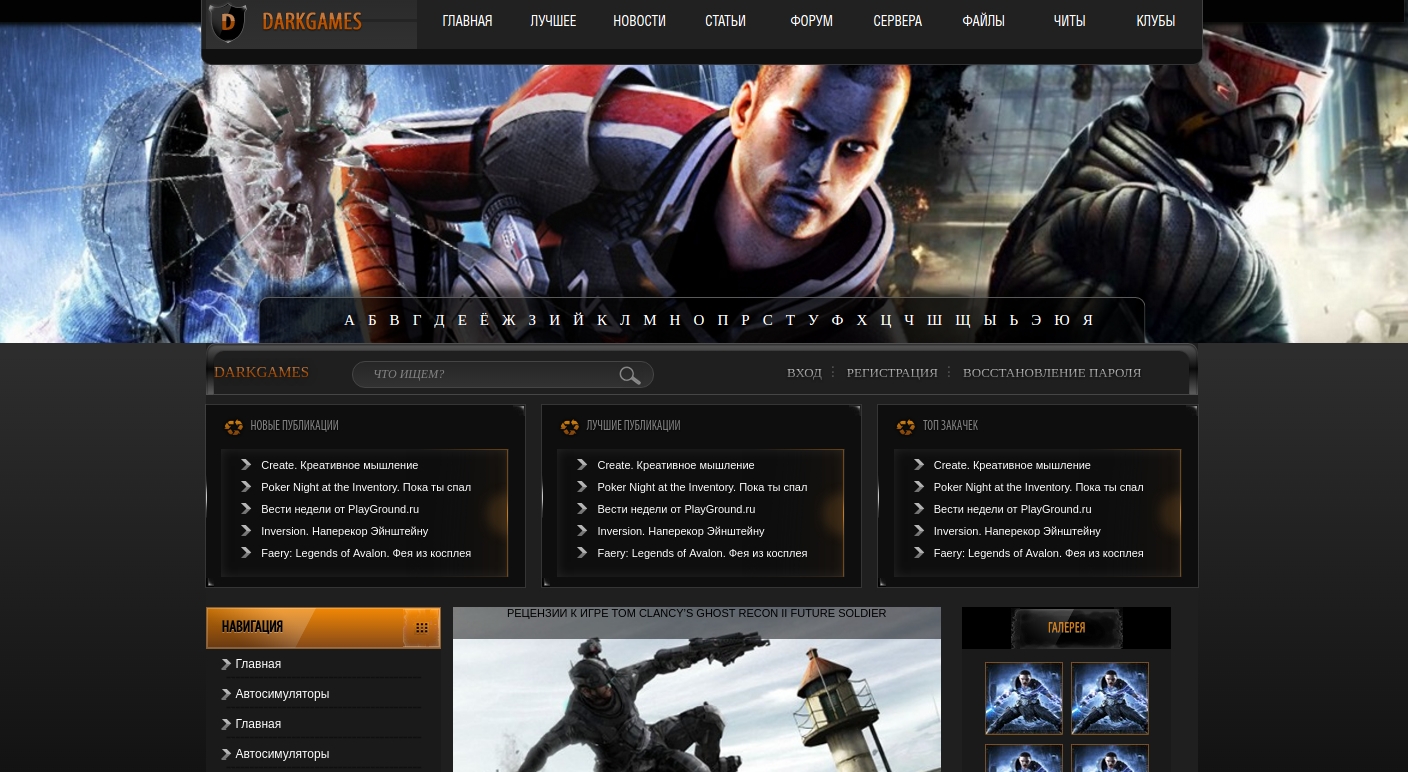 DARKGAMES
ГЛАВНАЯ ЛУЧШЕЕ НОВОСТИ СТАТЬИ ФОРУМ СЕРВЕРА ФАЙЛЫ ЧИТЫ КЛУБЫ
А Б В Г Д Е Ё Ж З И Й К Л М Н О П Р С Т У Ф Х Ц Ч Ш Щ Ы Ь Э Ю Я
DARKGAMES
ЧТО ИЩЕМ?
ВХОД РЕГИСТРАЦИЯ ВОССТАНОВЛЕНИЕ ПАРОЛЯ
НОВЫЕ ПУБЛИКАЦИИ
Create. Креативное мышление
Poker Night at the Inventory. Пока ты спал
Вести недели от PlayGround.ru
Inversion. Наперекор Эйнштейну
Faery: Legends of Avalon. Фея из косплея
ЛУЧШИЕ ПУБЛИКАЦИИ
Create. Креативное мышление
Poker Night at the Inventory. Пока ты спал
Вести недели от PlayGround.ru
Inversion. Наперекор Эйнштейну
Faery: Legends of Avalon. Фея из косплея
ТОП ЗАКАЧЕК
Create. Креативное мышление
Poker Night at the Inventory. Пока ты спал
Вести недели от PlayGround.ru
Inversion. Наперекор Эйнштейну
Faery: Legends of Avalon. Фея из косплея
НАВИГАЦИЯ
Главная
Автосимуляторы
Главная
Автосимуляторы
РЕЦЕНЗИИ К ИГРЕ TOM CLANCY'S GHOST RECON II FUTURE SOLDIER
ГАЛЕРЕЯ